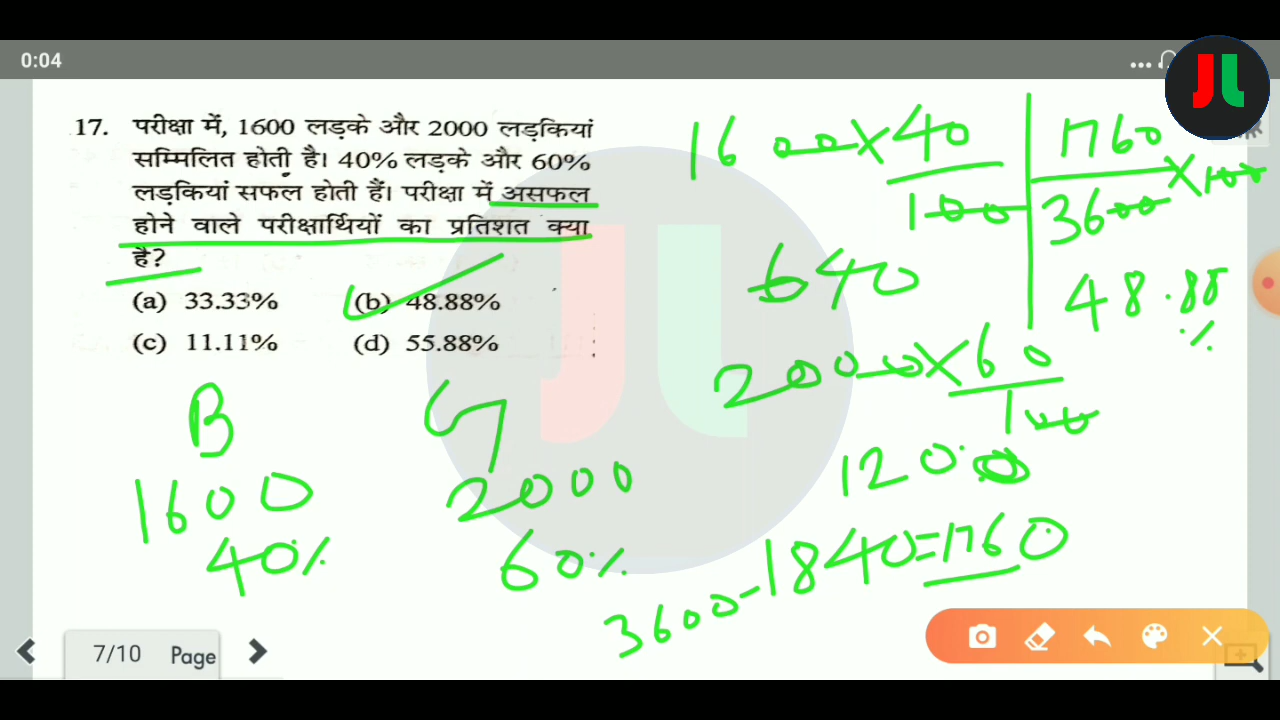 0:04
17. परीक्षा में, 1600 लड़के और 2000 लड़कियां
सम्मिलित होती है। 40% लड़के और 60%
लड़कियां सफल होती हैं। परीक्षा में असफल
होने वाले परीक्षार्थियों का प्रतिशत क्या
है?
(a) 33.33% (b) 48.88%
(c) 11.11% (d) 55.88%
B G
1600 2000
40% 60%
1600×40
100
640
2000×60
100
1200
3600-1840=1760
1760
3600 ×100
48.88
%
JL
JL
7/10 Page